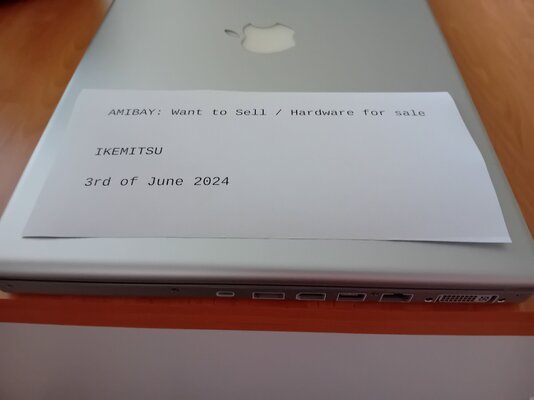 AMIBAY: Want to Sell / Hardware for sale
IKEMITSU
3rd of June 2024